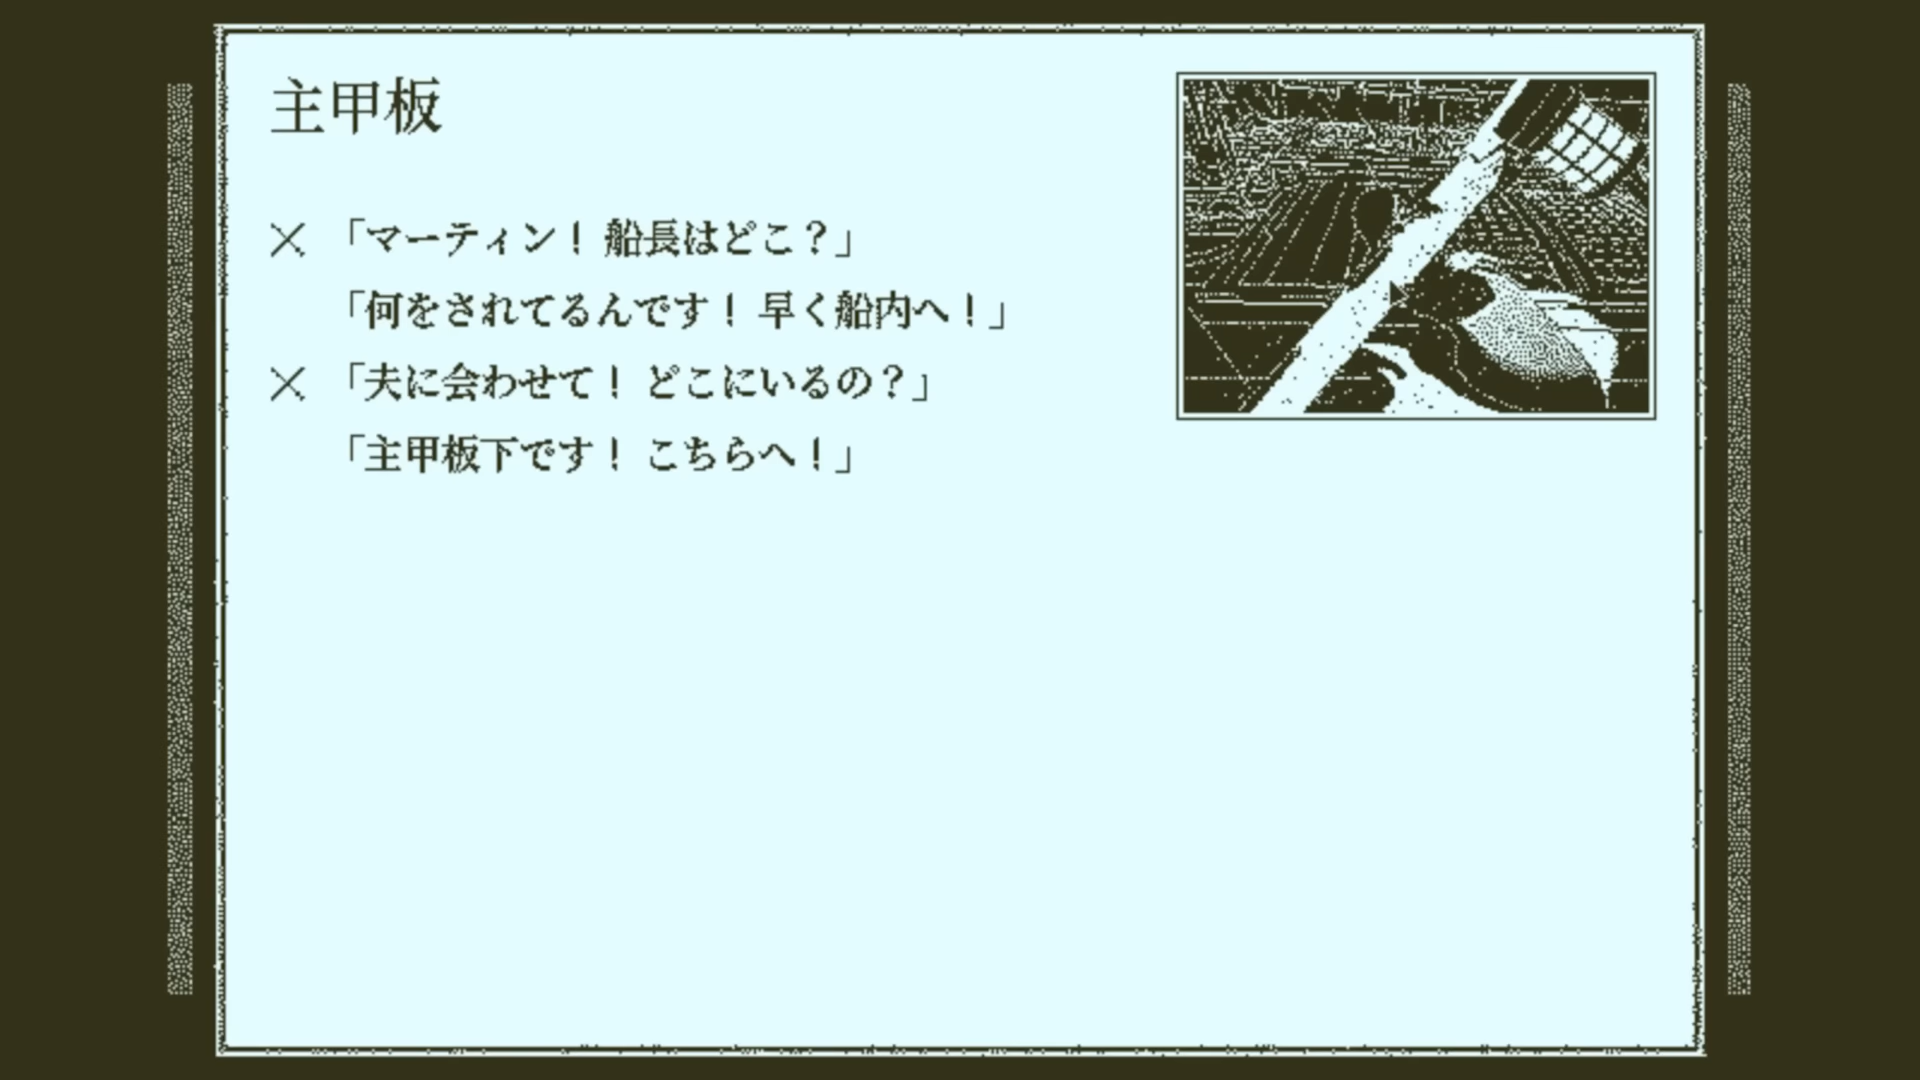 主甲板
× 「マーティン！ 船長はどこ？」
「何をされてるんです！ 早く船内へ！」
× 「夫に会わせて！ どこにいるの？」
「主甲板下です！ こちらへ！」